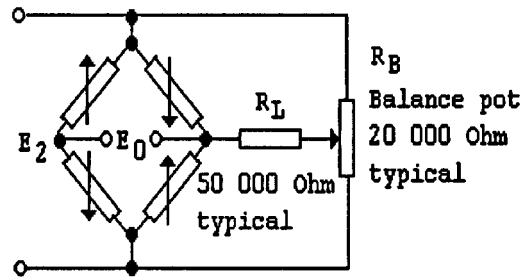 R_B
R_L
Balance pot
E_2
E_0
20 000 Ohm
50 000 Ohm
typical
typical